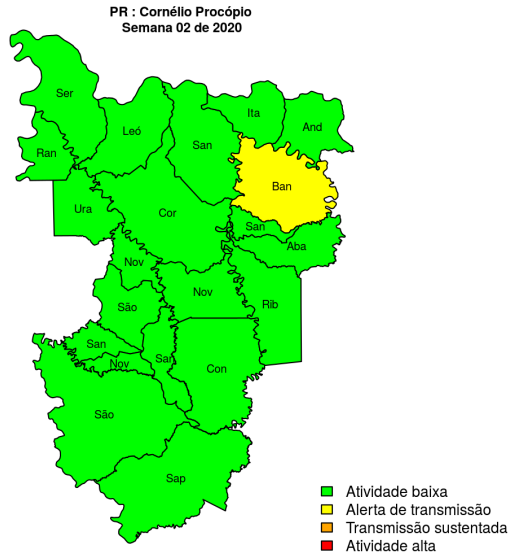 PR : Cornélio Procópio
Semana 02 de 2020
Ser
Ita
And
Leó
San
Ran
Ban
Ura
Cor
San
Aba
Nov
Nov
Rib
São
San
San
Nov
Con
São
Sap
Atividade baixa
Alerta de transmissão
Transmissão sustentada
Atividade alta